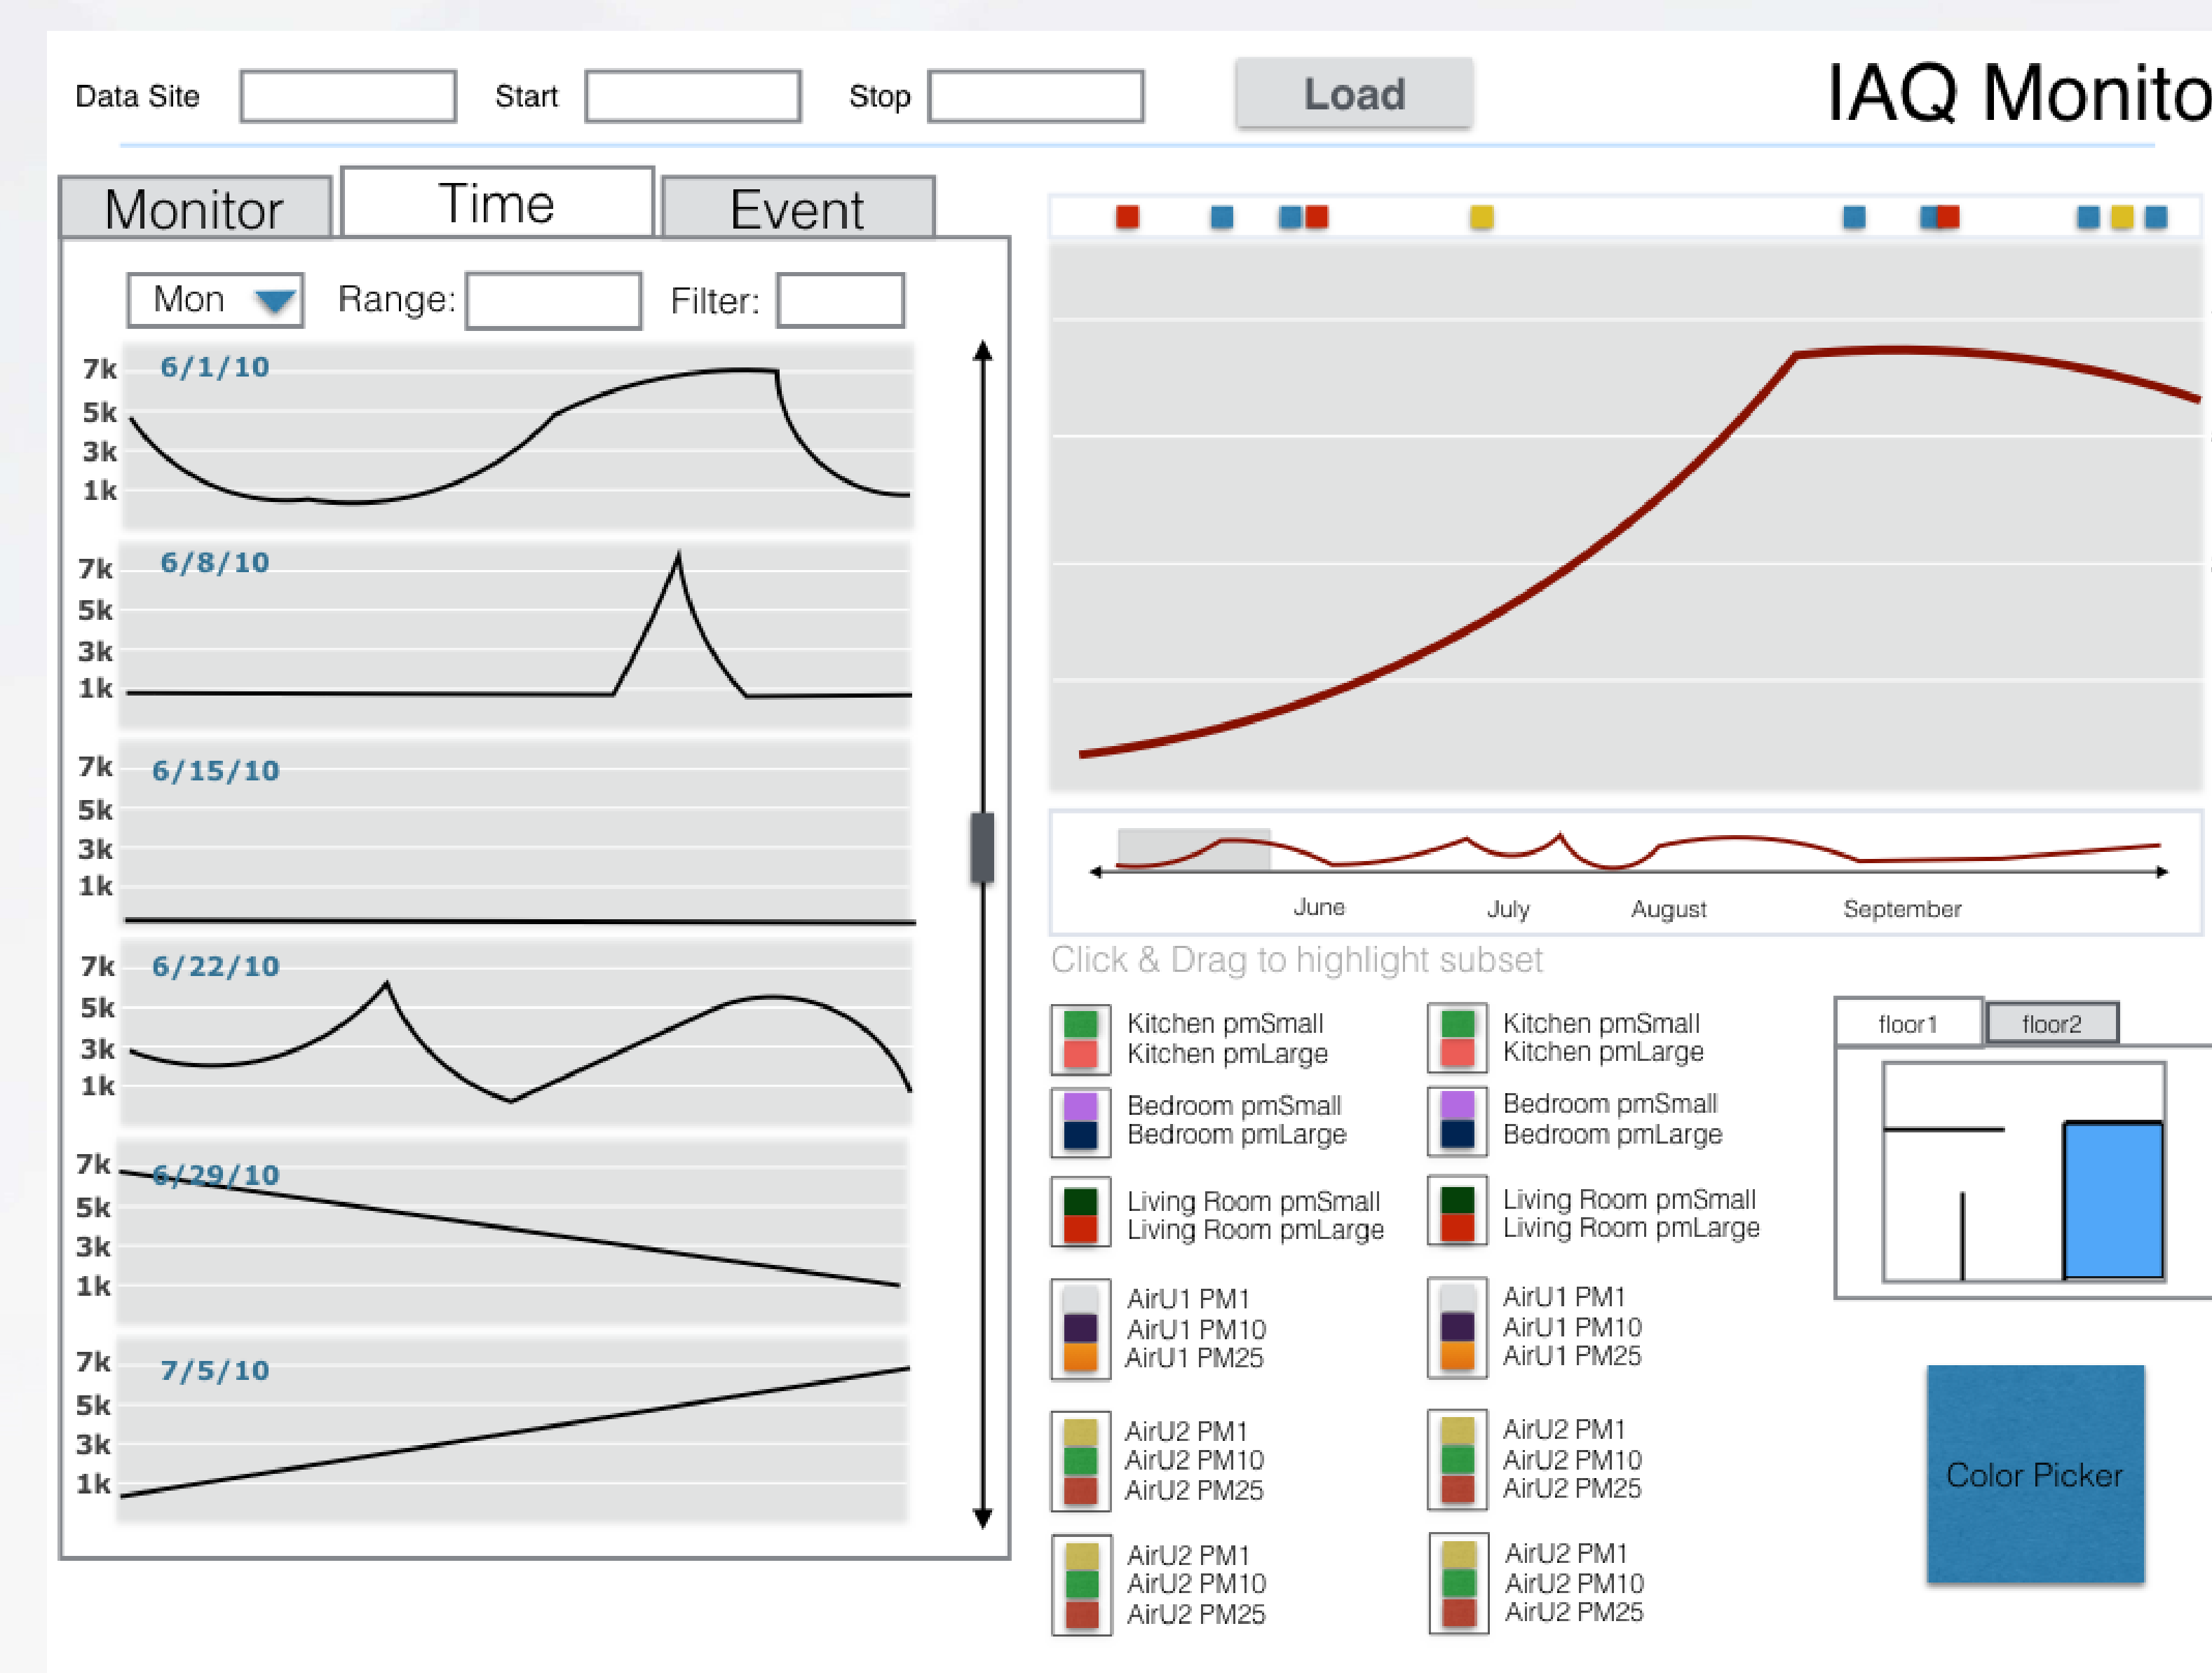 Data Site Start Stop Load IAQ Monito
Monitor Time Event
Mon Range: Filter:
6/1/10
7k
5k
3k
1k
6/8/10
7k
5k
3k
1k
6/15/10
7k
5k
3k
1k
6/22/10
7k
5k
3k
1k
6/29/10
7k
5k
3k
1k
7/5/10
7k
5k
3k
1k
June July August September
Click & Drag to highlight subset
Kitchen pmSmall
Kitchen pmLarge
Bedroom pmSmall
Bedroom pmLarge
Living Room pmSmall
Living Room pmLarge
AirU1 PM1
AirU1 PM10
AirU1 PM25
AirU2 PM1
AirU2 PM10
AirU2 PM25
AirU2 PM1
AirU2 PM10
AirU2 PM25
Kitchen pmSmall
Kitchen pmLarge
Bedroom pmSmall
Bedroom pmLarge
Living Room pmSmall
Living Room pmLarge
AirU1 PM1
AirU1 PM10
AirU1 PM25
AirU2 PM1
AirU2 PM10
AirU2 PM25
AirU2 PM1
AirU2 PM10
AirU2 PM25
floor1 floor2
Color Picker